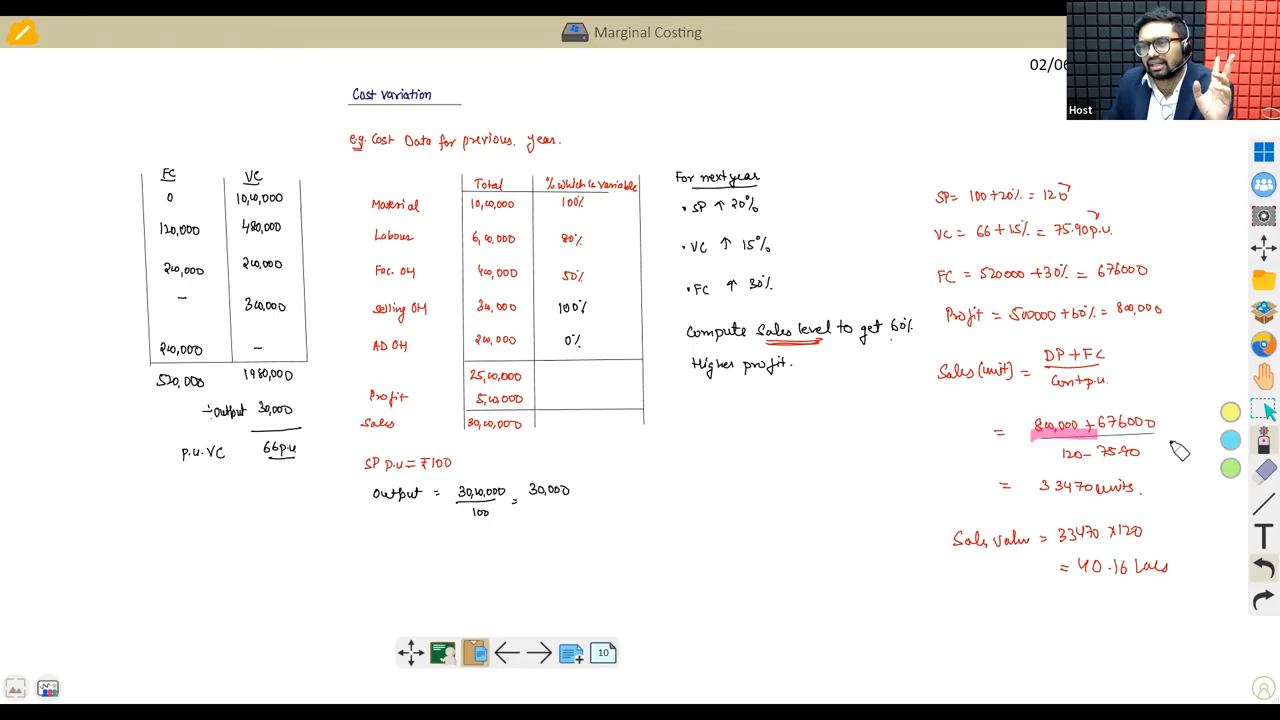 Marginal Costing
02/06
Host
Cost variation
e.g. Cost Data for previous. year.
FC VC
0 10,00,000
120,000 480,000
200,000 200,000
- 300,000
200,000 -
520,000 1980,000
÷output 30,000
p.u. VC 66 p.u
Total % which is variable
Material 10,00,000 100%
Labour 6,00,000 80%
Fac. OH 400,000 50%
Selling OH 300,000 100%
AD OH 200,000 0%
25,00,000
Profit 5,00,000
Sales 30,00,000
SP p.u = ₹100
Output = 30,00,000 = 30,000
100
For next year
• SP ↑ 20%
• VC ↑ 15%
• FC ↑ 30%
Compute Sales level to get 60%
Higher profit.
SP = 100 + 20% = 120
VC = 66 + 15% = 75.90 p.u.
FC = 520000 + 30% = 676000
Profit = 500000 + 60% = 800,000
Sales (unit) = DP + FC
Cont p.u.
= 800,000 + 676000
120 - 75.90
= 33470 units.
Sales value = 33470 × 120
= 40.16 Lacs
T
10